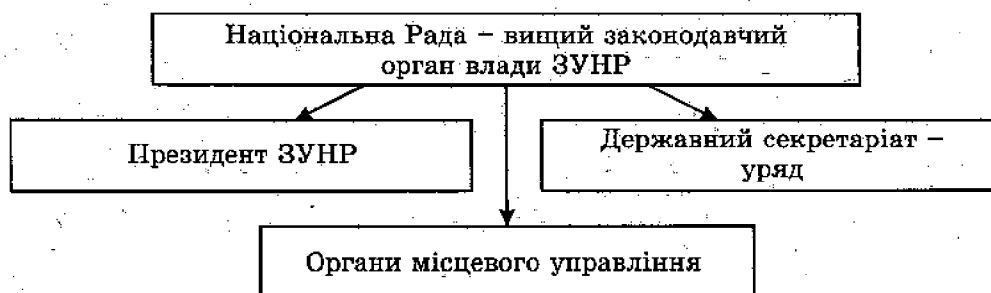 Національна Рада – вищий законодавчий
орган влади ЗУНР
Президент ЗУНР
Державний секретаріат –
уряд
Органи місцевого управління